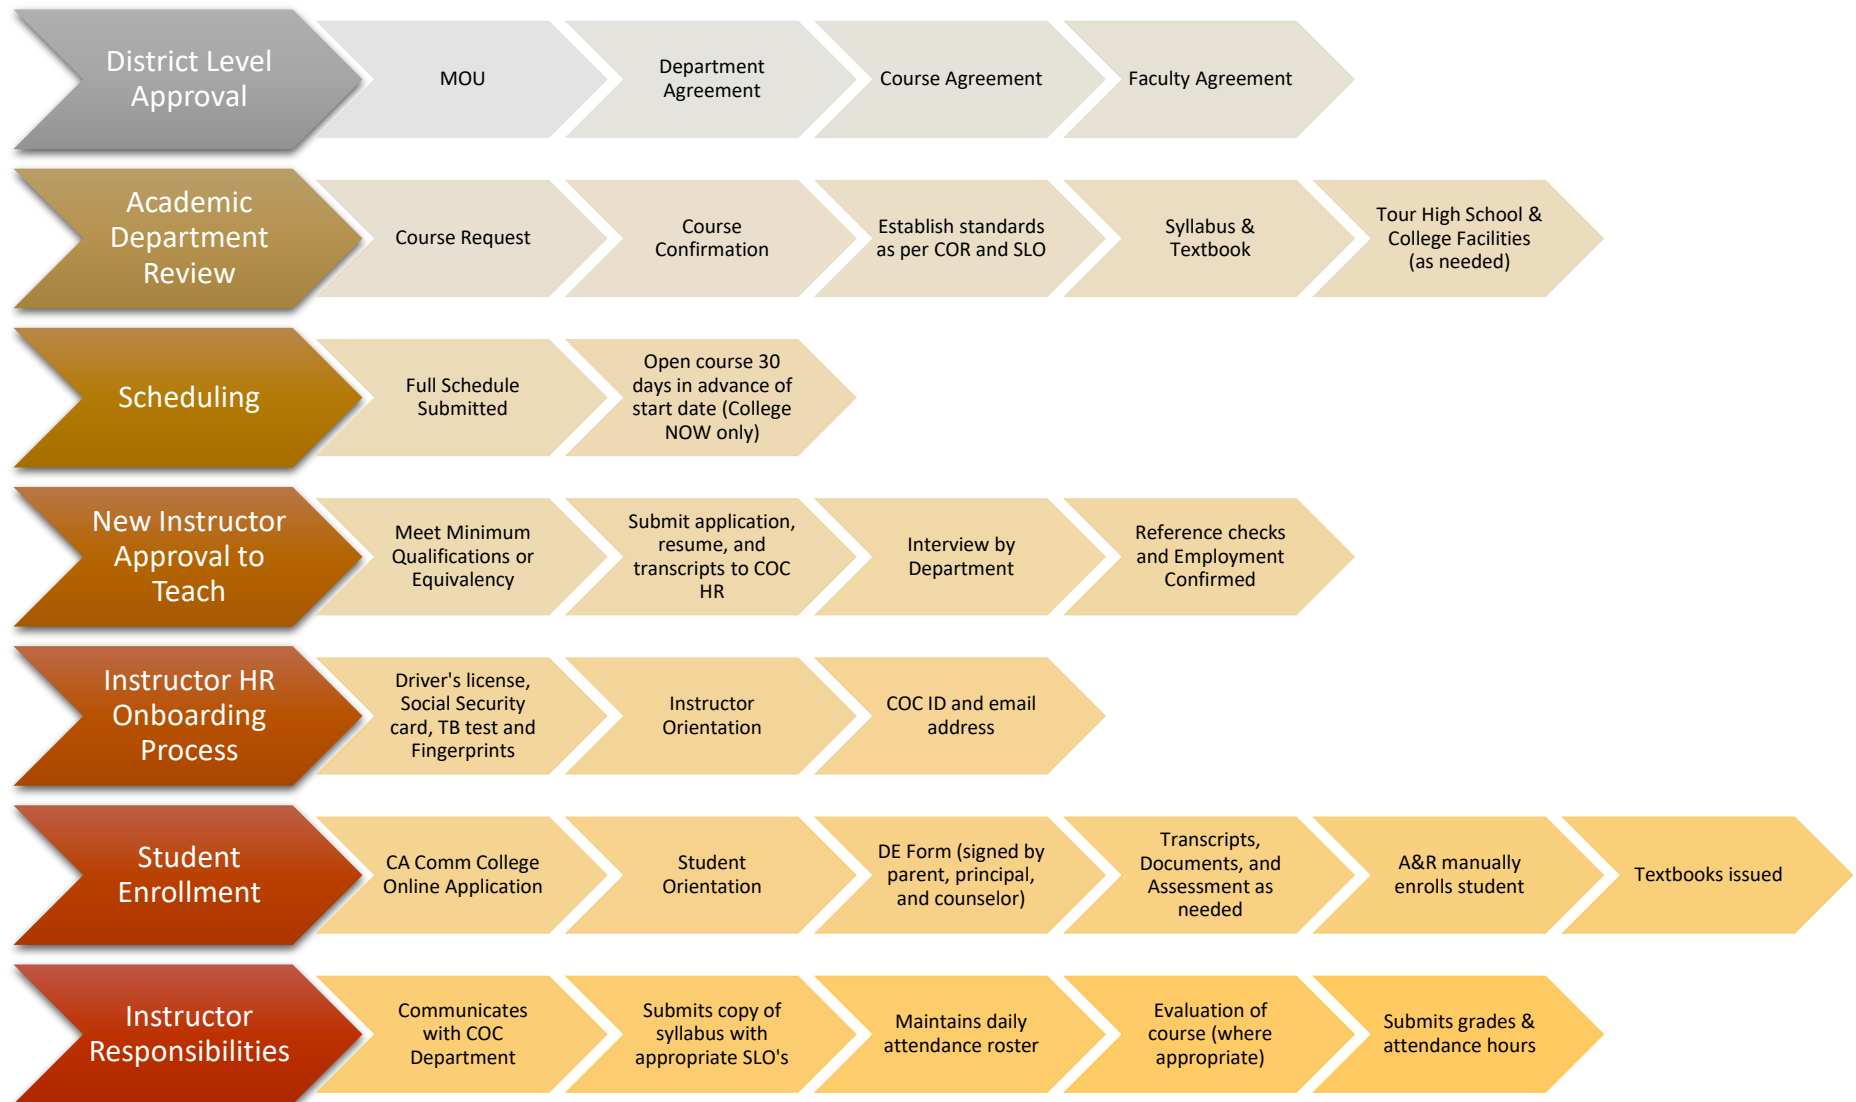 District Level
Approval
MOU
Department
Agreement
Course Agreement
Faculty Agreement
Academic
Department
Review
Course Request
Course
Confirmation
Establish standards
as per COR and SLO
Syllabus &
Textbook
Tour High School &
College Facilities
(as needed)
Scheduling
Full Schedule
Submitted
Open course 30
days in advance of
start date (College
NOW only)
New Instructor
Approval to
Teach
Meet Minimum
Qualifications or
Equivalency
Submit application,
resume, and
transcripts to COC
HR
Interview by
Department
Reference checks
and Employment
Confirmed
Instructor HR
Onboarding
Process
Driver's license,
Social Security
card, TB test and
Fingerprints
Instructor
Orientation
COC ID and email
address
Student
Enrollment
CA Comm College
Online Application
Student
Orientation
DE Form (signed by
parent, principal,
and counselor)
Transcripts,
Documents, and
Assessment as
needed
A&R manually
enrolls student
Textbooks issued
Instructor
Responsibilities
Communicates
with COC
Department
Submits copy of
syllabus with
appropriate SLO's
Maintains daily
attendance roster
Evaluation of
course (where
appropriate)
Submits grades &
attendance hours